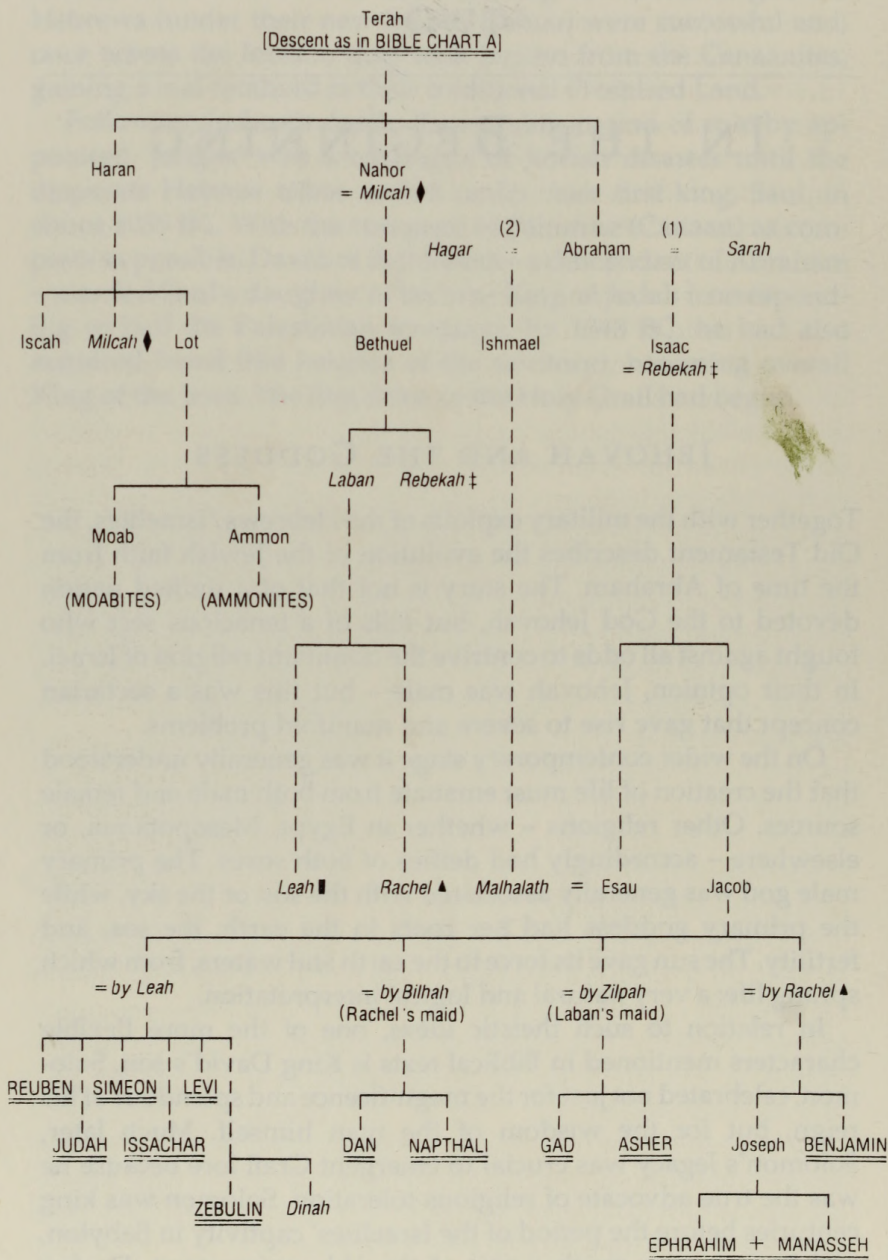 Terah
[Descent as in BIBLE CHART A]
Haran
Nahor
= Milcah ♦
Hagar (2) = Abraham (1) = Sarah
Iscah Milcah ♦ Lot
Bethuel
Ishmael
Isaac
= Rebekah ‡
Laban Rebekah ‡
Moab Ammon
(MOABITES) (AMMONITES)
Leah ▮ Rachel ▲ Malhalath = Esau Jacob
= by Leah
= by Bilhah
(Rachel's maid)
= by Zilpah
(Laban's maid)
= by Rachel ▲
REUBEN SIMEON LEVI
JUDAH ISSACHAR
ZEBULIN Dinah
DAN NAPTHALI
GAD ASHER
Joseph BENJAMIN
EPHRAHIM + MANASSEH